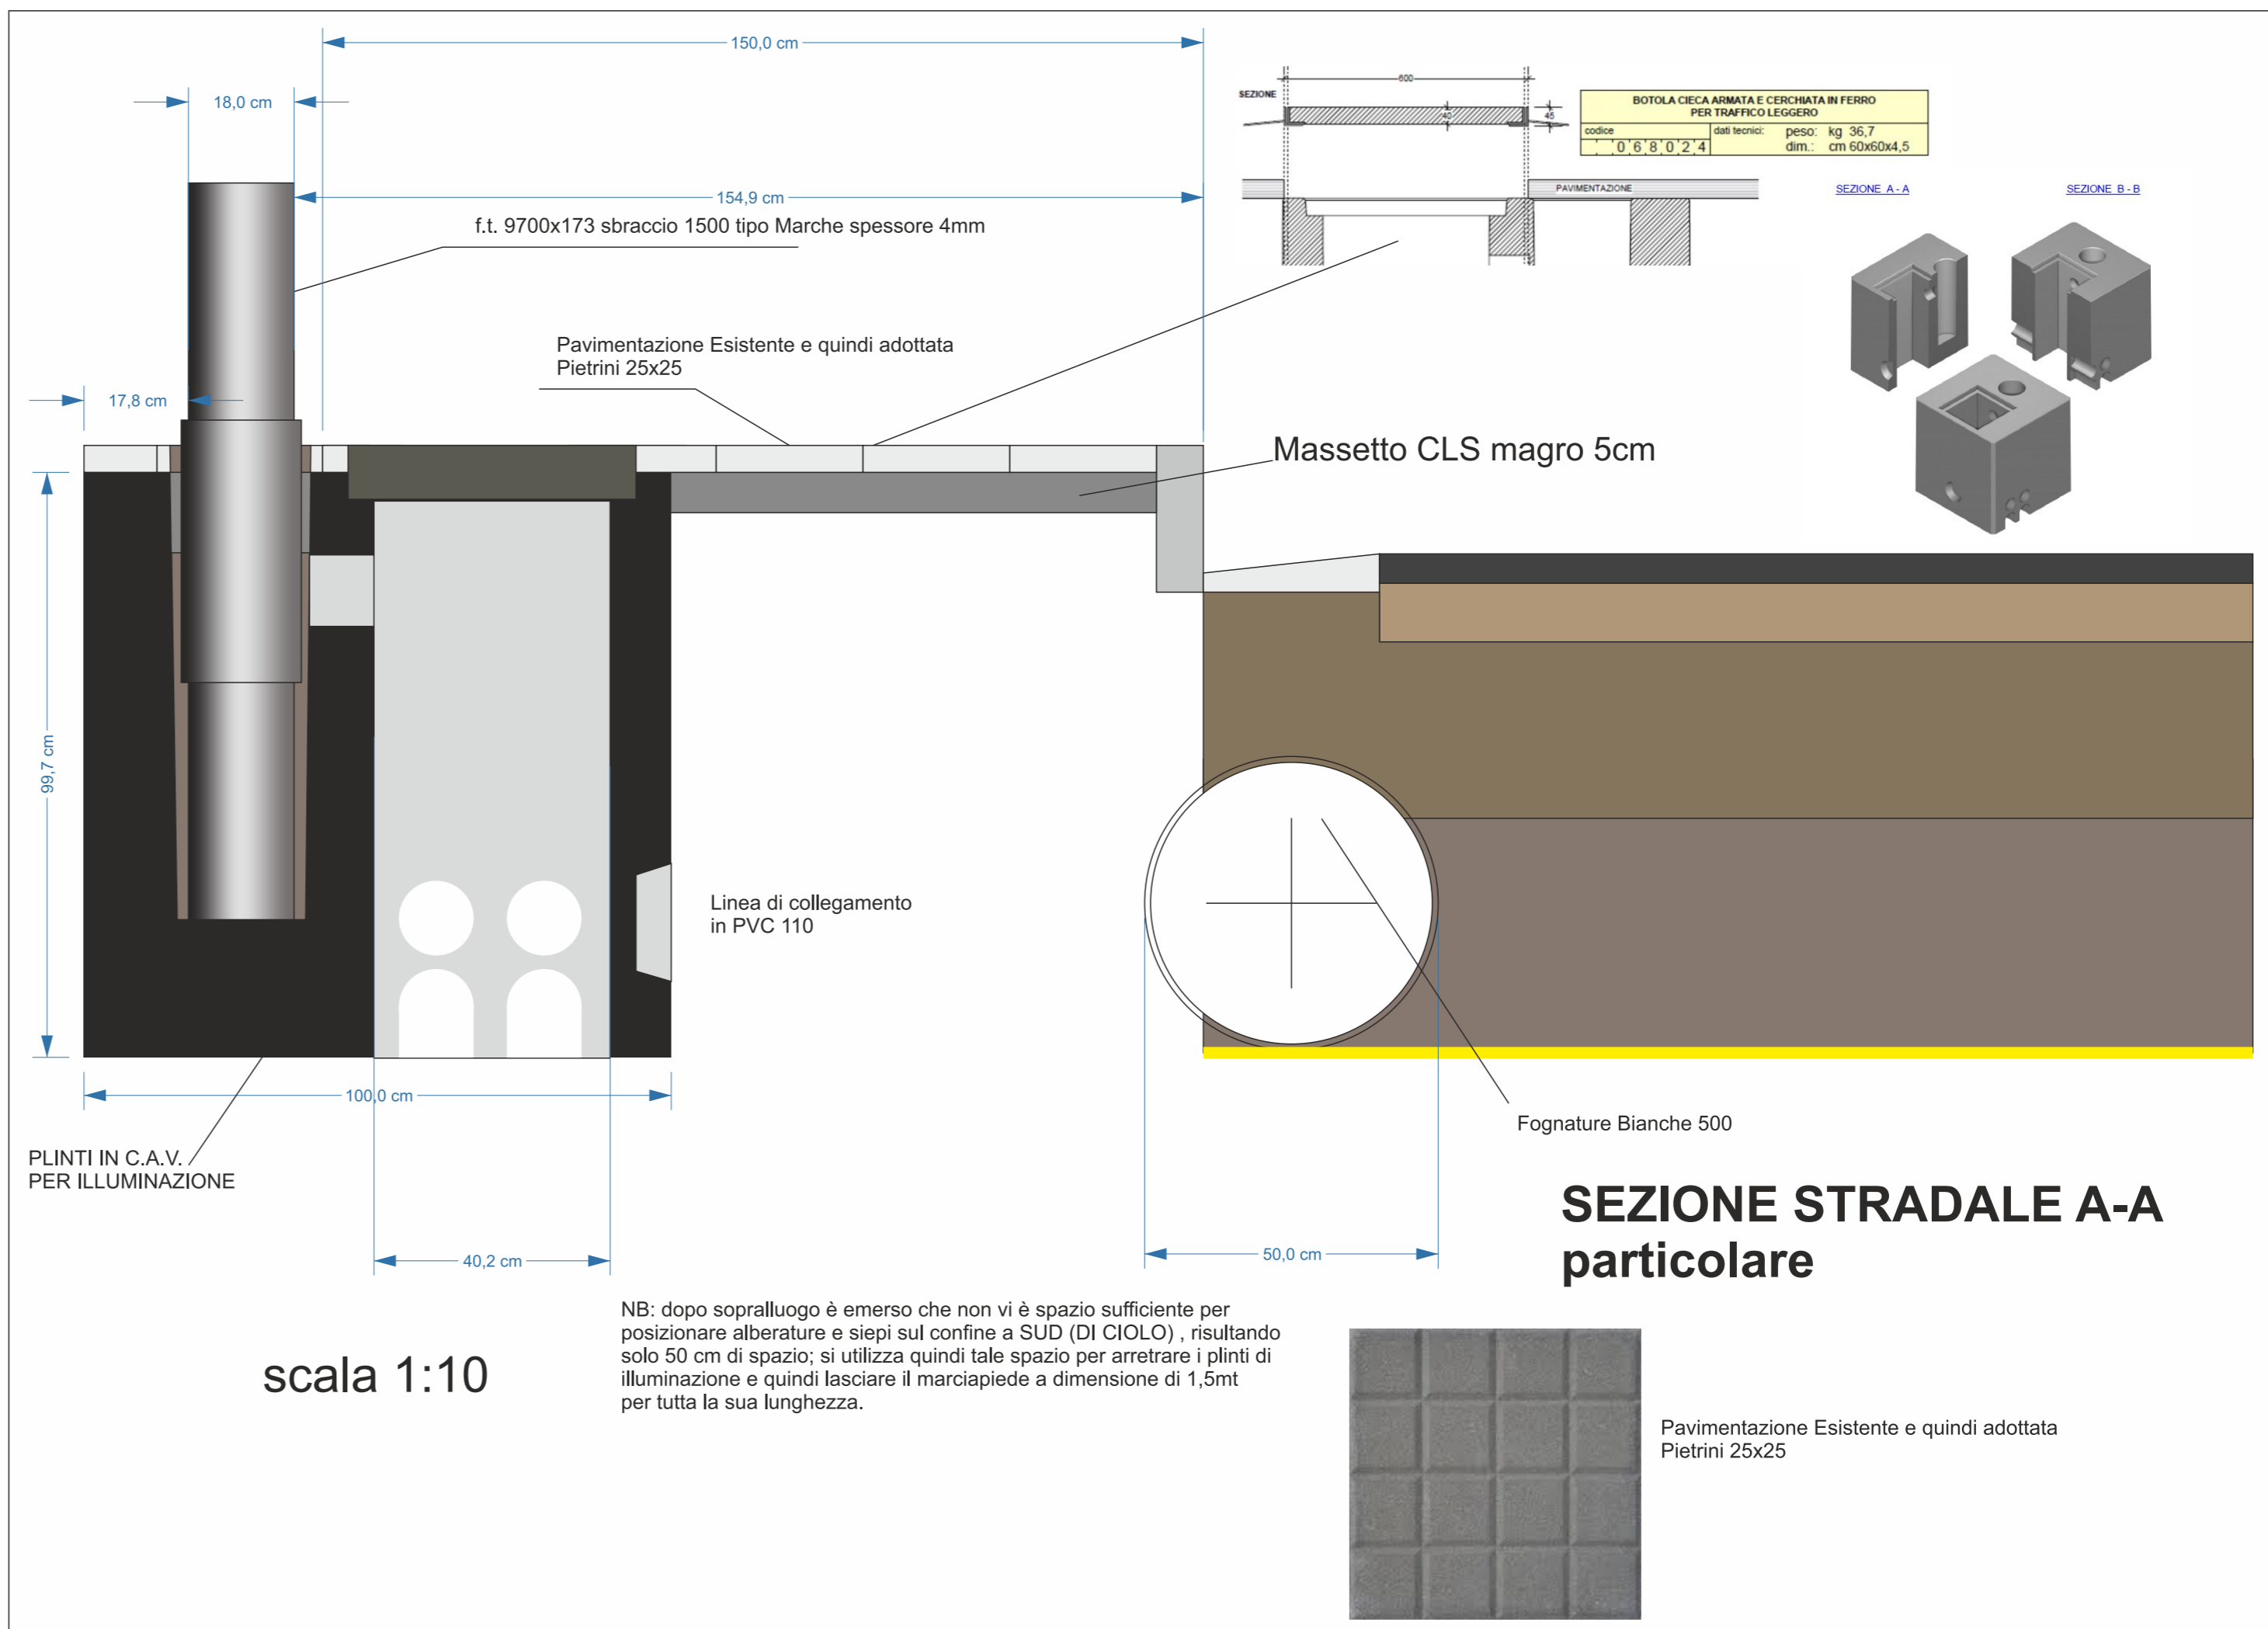 150,0 cm
18,0 cm
154,9 cm
f.t. 9700x173 sbraccio 1500 tipo Marche spessore 4mm
Pavimentazione Esistente e quindi adottata
Pietrini 25x25
17,8 cm
SEZIONE
600
40
45
BOTOLA CIECA ARMATA E CERCHIATA IN FERRO
PER TRAFFICO LEGGERO
codice
068024
dati tecnici:
peso: kg 36,7
dim.: cm 60x60x4,5
PAVIMENTAZIONE
SEZIONE A - A
SEZIONE B - B
Massetto CLS magro 5cm
99,7 cm
Linea di collegamento
in PVC 110
100,0 cm
PLINTI IN C.A.V.
PER ILLUMINAZIONE
40,2 cm
50,0 cm
Fognature Bianche 500
SEZIONE STRADALE A-A
particolare
scala 1:10
NB: dopo sopralluogo è emerso che non vi è spazio sufficiente per
posizionare alberature e siepi sul confine a SUD (DI CIOLO) , risultando
solo 50 cm di spazio; si utilizza quindi tale spazio per arretrare i plinti di
illuminazione e quindi lasciare il marciapiede a dimensione di 1,5mt
per tutta la sua lunghezza.
Pavimentazione Esistente e quindi adottata
Pietrini 25x25